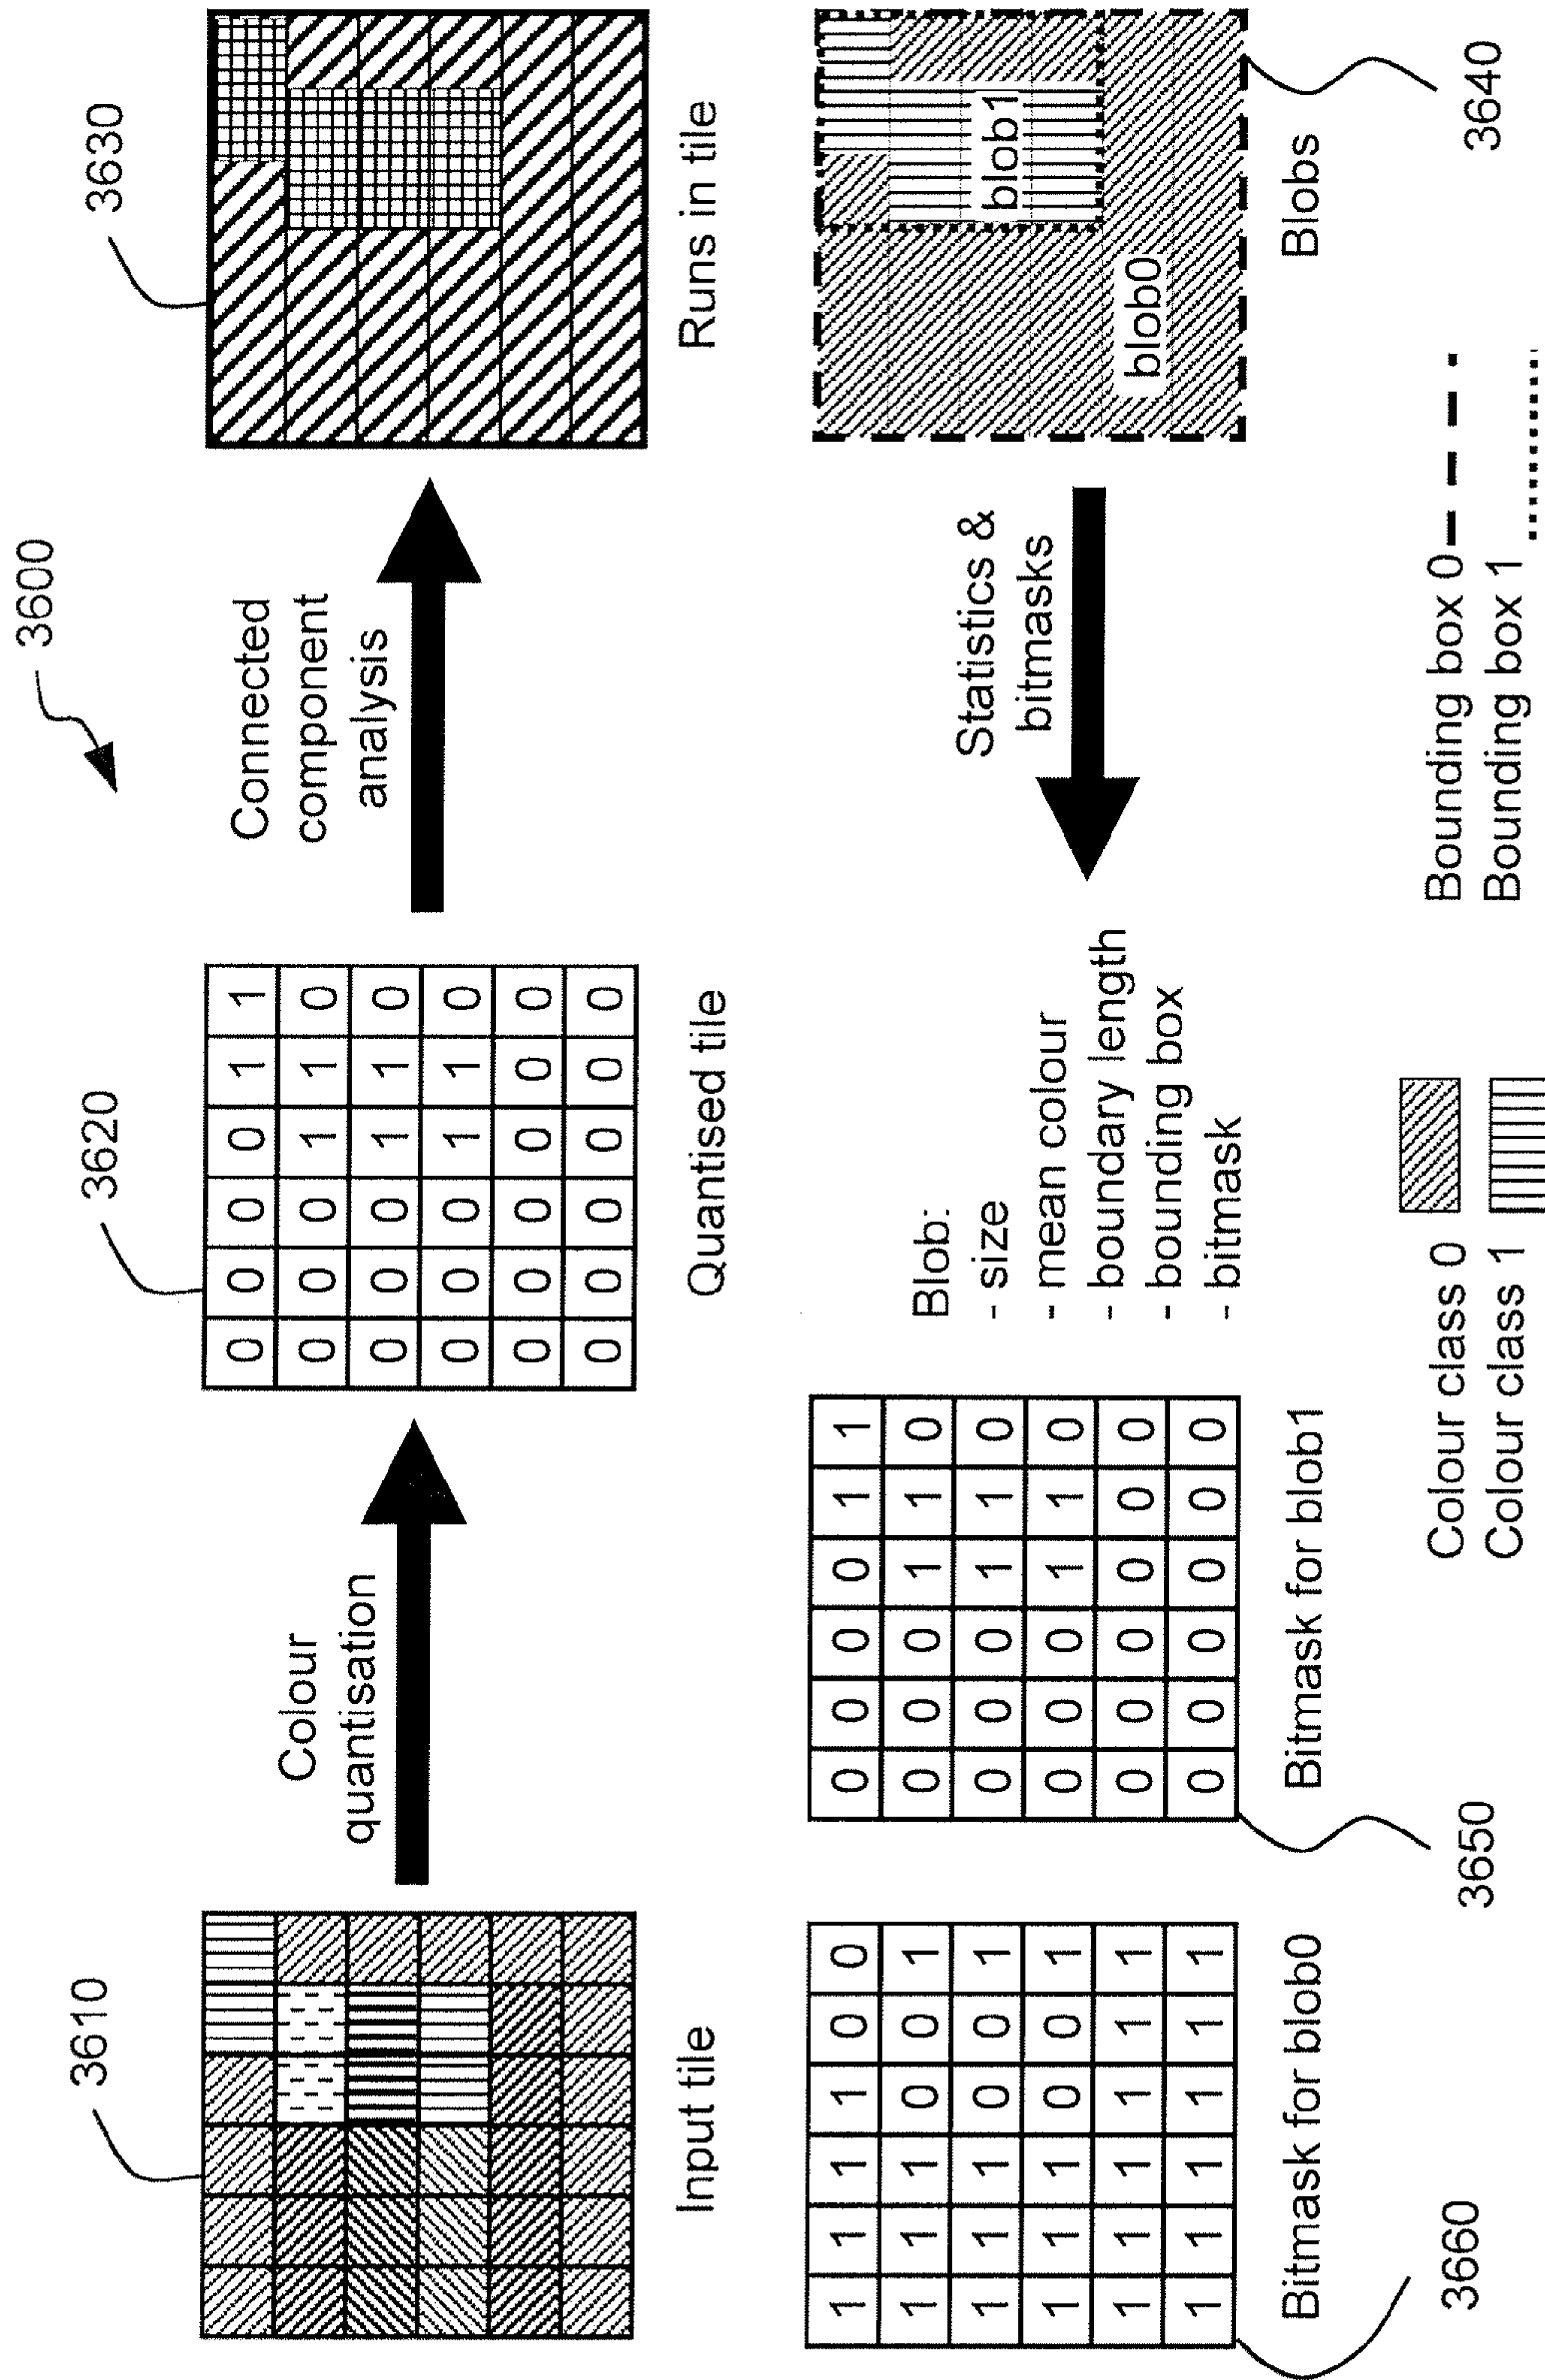 3600
3610
3620
3630
Colour
quantisation
Connected
component
analysis
0 0 0 0 1 1
0 0 0 1 1 0
0 0 0 1 1 0
0 0 0 1 1 0
0 0 0 0 0 0
0 0 0 0 0 0
Input tile
Quantised tile
Runs in tile
1 1 1 1 0 0
1 1 1 0 0 1
1 1 1 0 0 1
1 1 1 0 0 1
1 1 1 1 1 1
1 1 1 1 1 1
Bitmask for blob0
3660
0 0 0 0 1 1
0 0 0 1 1 0
0 0 0 1 1 0
0 0 0 1 1 0
0 0 0 0 0 0
0 0 0 0 0 0
Bitmask for blob1
3650
Blob:
- size
- mean colour
- boundary length
- bounding box
- bitmask
Statistics &
bitmasks
blob1
blob0
Blobs
3640
Colour class 0
Colour class 1
Bounding box 0
Bounding box 1